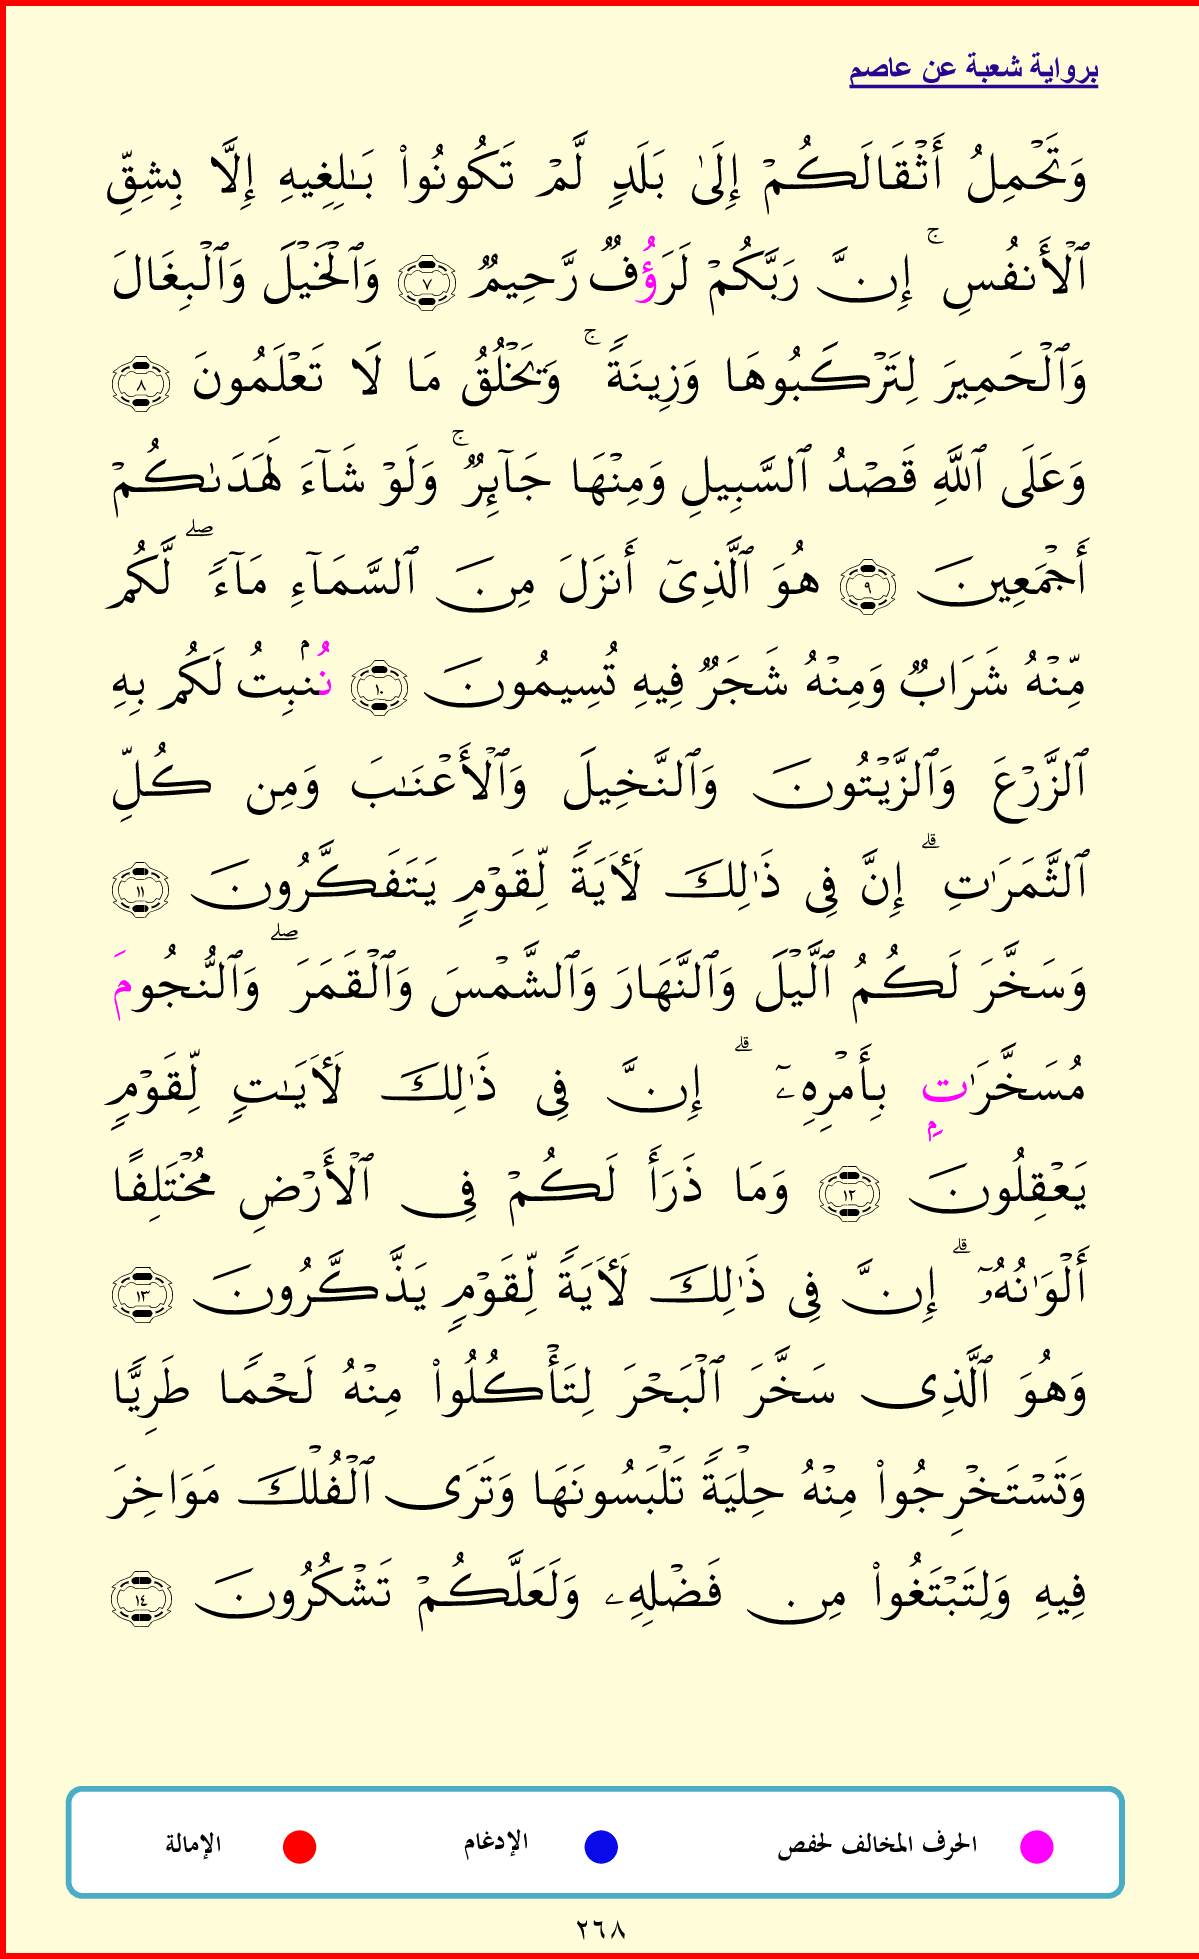 برواية شعبة عن عاصم
وَتَحْمِلُ أَثْقَالَكُمْ إِلَىٰ بَلَدٍ لَّمْ تَكُونُوا۟ بَـٰلِغِيهِ إِلَّا بِشِقِّ
ٱلْأَنفُسِ ۚ إِنَّ رَبَّكُمْ لَرَؤُفٌ رَّحِيمٌ ٧ وَٱلْخَيْلَ وَٱلْبِغَالَ
وَٱلْحَمِيرَ لِتَرْكَبُوهَا وَزِينَةً ۚ وَيَخْلُقُ مَا لَا تَعْلَمُونَ ٨
وَعَلَى ٱللَّهِ قَصْدُ ٱلسَّبِيلِ وَمِنْهَا جَآئِرٌ ۚ وَلَوْ شَآءَ لَهَدَىٰكُمْ
أَجْمَعِينَ ٩ هُوَ ٱلَّذِىٓ أَنزَلَ مِنَ ٱلسَّمَآءِ مَآءً ۖ لَّكُم
مِّنْهُ شَرَابٌ وَمِنْهُ شَجَرٌ فِيهِ تُسِيمُونَ ١٠ نُنۢبِتُ لَكُم بِهِ
ٱلزَّرْعَ وَٱلزَّيْتُونَ وَٱلنَّخِيلَ وَٱلْأَعْنَـٰبَ وَمِن كُلِّ
ٱلثَّمَرَٰتِ ۗ إِنَّ فِى ذَٰلِكَ لَـَٔايَةً لِّقَوْمٍ يَتَفَكَّرُونَ ١١
وَسَخَّرَ لَكُمُ ٱلَّيْلَ وَٱلنَّهَارَ وَٱلشَّمْسَ وَٱلْقَمَرَ ۖ وَٱلنُّجُومَ
مُسَخَّرَٰتٍۭ بِأَمْرِهِۦٓ ۗ إِنَّ فِى ذَٰلِكَ لَـَٔايَـٰتٍ لِّقَوْمٍ
يَعْقِلُونَ ١٢ وَمَا ذَرَأَ لَكُمْ فِى ٱلْأَرْضِ مُخْتَلِفًا
أَلْوَٰنُهُۥٓ ۗ إِنَّ فِى ذَٰلِكَ لَـَٔايَةً لِّقَوْمٍ يَذَّكَّرُونَ ١٣
وَهُوَ ٱلَّذِى سَخَّرَ ٱلْبَحْرَ لِتَأْكُلُوا۟ مِنْهُ لَحْمًا طَرِيًّا
وَتَسْتَخْرِجُوا۟ مِنْهُ حِلْيَةً تَلْبَسُونَهَا وَتَرَى ٱلْفُلْكَ مَوَاخِرَ
فِيهِ وَلِتَبْتَغُوا۟ مِن فَضْلِهِۦ وَلَعَلَّكُمْ تَشْكُرُونَ ١٤
الحرف المخالف لحفص الإدغام الإمالة
٢٦٨